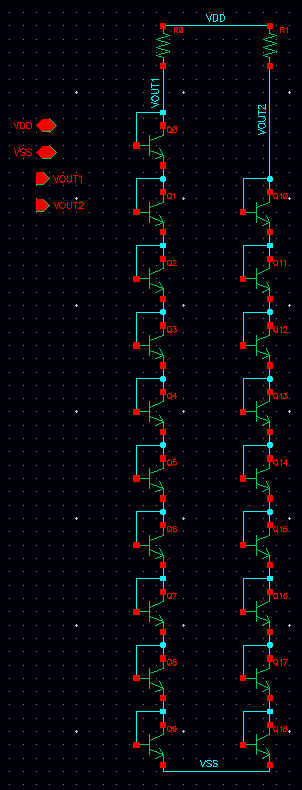 VDD
R0 R1
VOUT1
VOUT2
VDD
VSS
VOUT1
VOUT2
Q0
Q1 Q10
Q2 Q11
Q3 Q12
Q4 Q13
Q5 Q14
Q6 Q15
Q7 Q16
Q8 Q17
Q9 Q18
VSS